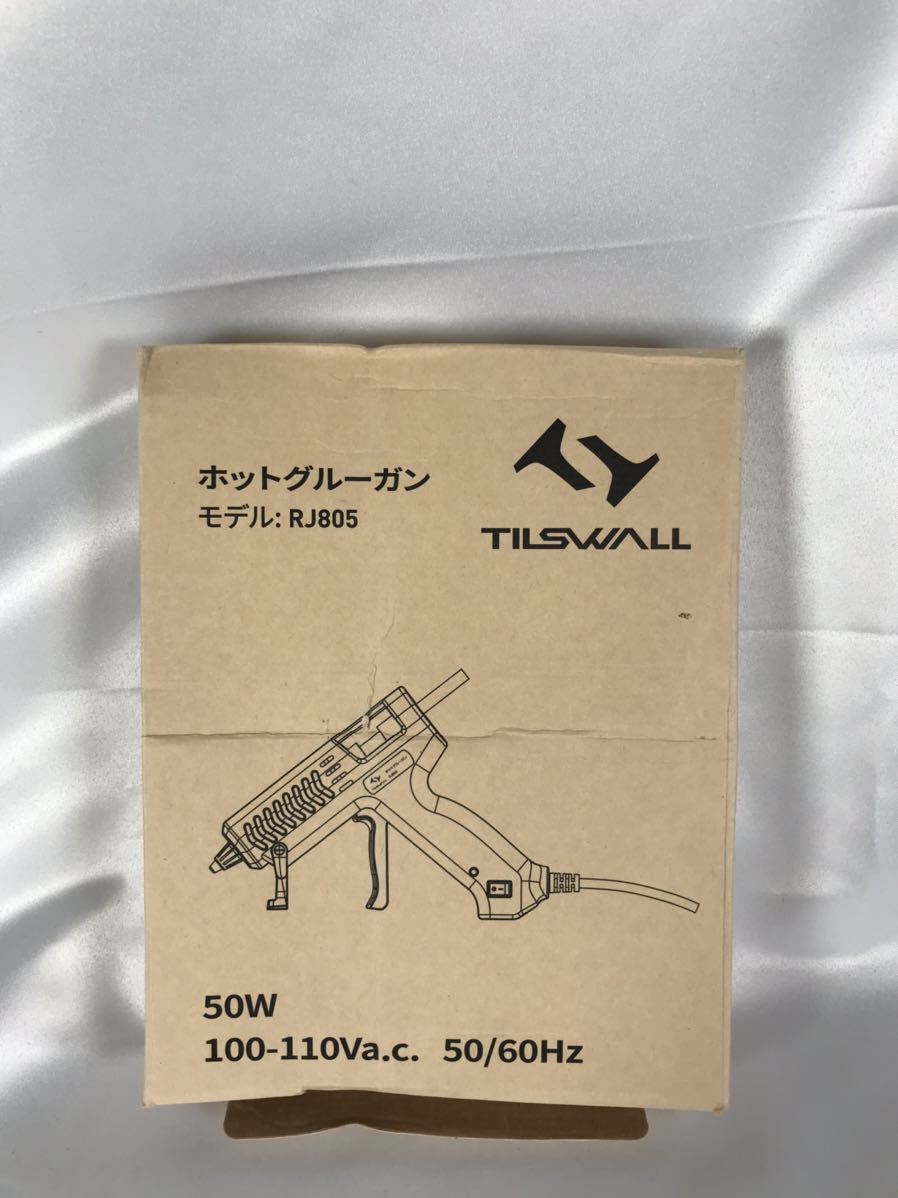 ホットグルーガン
モデル: RJ805
TILSWALL
50W
100-110Va.c. 50/60Hz